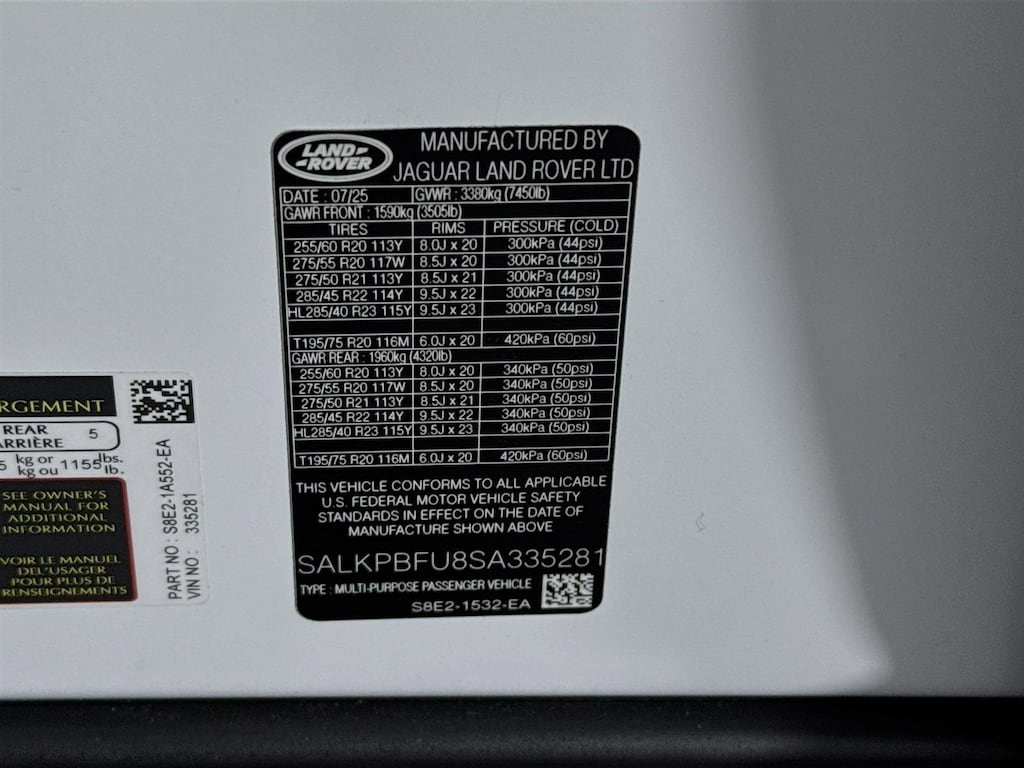 LAND-
-ROVER
MANUFACTURED BY
JAGUAR LAND ROVER LTD
DATE : 07/25 GVWR : 3380kg (7450lb)
GAWR FRONT : 1590kg (3505lb)
TIRES RIMS PRESSURE (COLD)
255/60 R20 113Y 8.0J x 20 300kPa (44psi)
275/55 R20 117W 8.5J x 20 300kPa (44psi)
275/50 R21 113Y 8.5J x 21 300kPa (44psi)
285/45 R22 114Y 9.5J x 22 300kPa (44psi)
HL285/40 R23 115Y 9.5J x 23 300kPa (44psi)
T195/75 R20 116M 6.0J x 20 420kPa (60psi)
GAWR REAR : 1960kg (4320lb)
255/60 R20 113Y 8.0J x 20 340kPa (50psi)
275/55 R20 117W 8.5J x 20 340kPa (50psi)
275/50 R21 113Y 8.5J x 21 340kPa (50psi)
285/45 R22 114Y 9.5J x 22 340kPa (50psi)
HL285/40 R23 115Y 9.5J x 23 340kPa (50psi)
T195/75 R20 116M 6.0J x 20 420kPa (60psi)
THIS VEHICLE CONFORMS TO ALL APPLICABLE
U.S. FEDERAL MOTOR VEHICLE SAFETY
STANDARDS IN EFFECT ON THE DATE OF
MANUFACTURE SHOWN ABOVE
SALKPBFU8SA335281
TYPE : MULTI-PURPOSE PASSENGER VEHICLE
S8E2-1532-EA
RGEMENT
REAR
ARRIÈRE 5
5 kg or 1155 lbs.
kg ou lb.
SEE OWNER'S
MANUAL FOR
ADDITIONAL
INFORMATION
VOIR LE MANUEL
DEL'USAGER
POUR PLUS DE
RENSEIGNEMENTS
PART NO : S8E2-1A552-EA
VIN NO : 335281